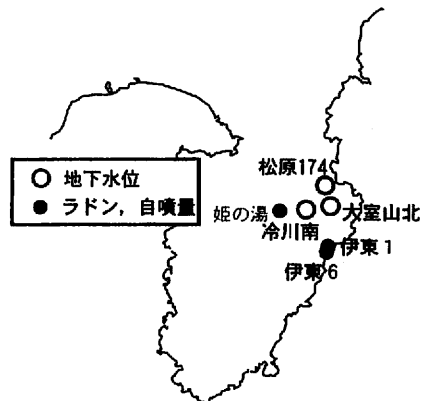 松原174
地下水位
ラドン，自噴量
姫の湯
大室山北
冷川南
伊東1
伊東6